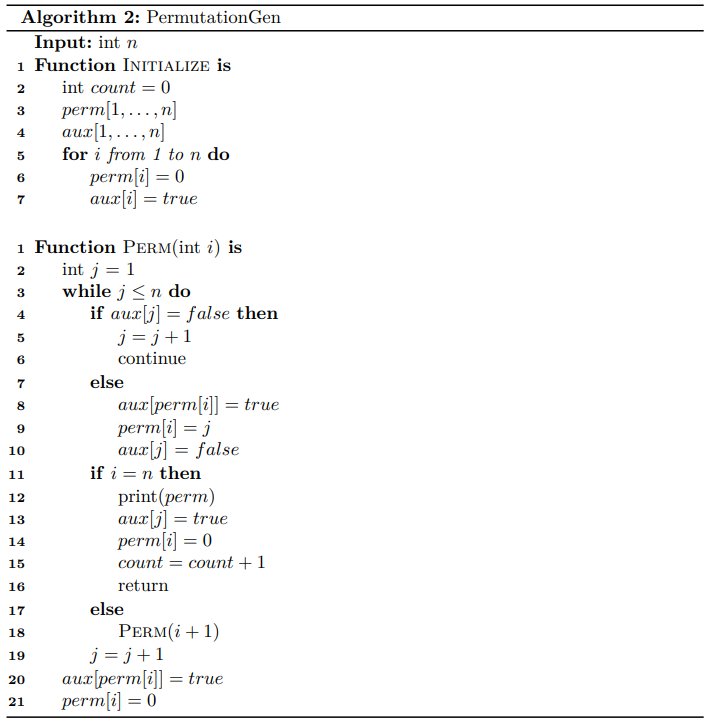 Algorithm 2: PermutationGen
Input: int n
1 Function INITIALIZE is
2 int count = 0
3 perm[1, . . . , n]
4 aux[1, . . . , n]
5 for i from 1 to n do
6 perm[i] = 0
7 aux[i] = true
1 Function PERM(int i) is
2 int j = 1
3 while j ≤ n do
4 if aux[j] = false then
5 j = j + 1
6 continue
7 else
8 aux[perm[i]] = true
9 perm[i] = j
10 aux[j] = false
11 if i = n then
12 print(perm)
13 aux[j] = true
14 perm[i] = 0
15 count = count + 1
16 return
17 else
18 PERM(i + 1)
19 j = j + 1
20 aux[perm[i]] = true
21 perm[i] = 0